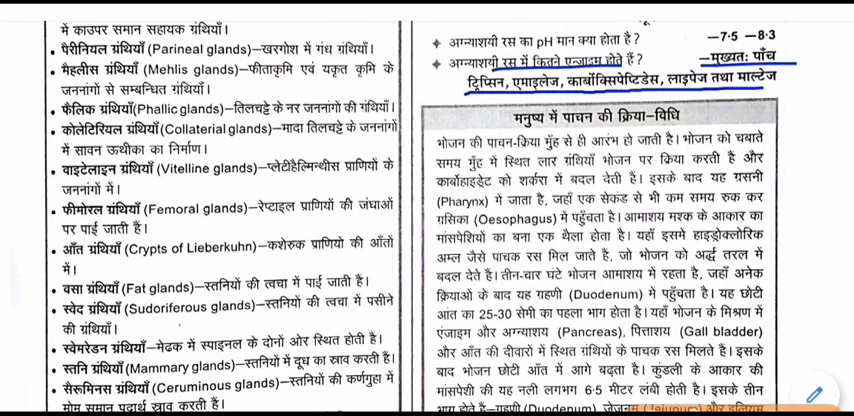 में काउपर समान सहायक ग्रंथियाँ।
• पेरीनियल ग्रंथियाँ (Parineal glands)–खरगोश में गंध ग्रंथियाँ।
• मैहलिस ग्रंथियाँ (Mehlis glands)–फीताकृमि एवं यकृत कृमि के
जननांगों से सम्बन्धित ग्रंथियाँ।
• फैलिक ग्रंथियाँ (Phallic glands)–तिलचट्टे के नर जननांगों की ग्रंथियाँ।
• कोलेटिरियल ग्रंथियाँ (Collaterial glands)–मादा तिलचट्टे के जननांगों
में सावन ऊथीका का निर्माण।
• वाइटेलाइन ग्रंथियाँ (Vitelline glands)–प्लेटीहैल्मिन्थीस प्राणियों के
जननांगों में।
• फीमोरल ग्रंथियाँ (Femoral glands)–रेप्टाइल प्राणियों की जंघाओं
पर पाई जाती हैं।
• आँत ग्रंथियाँ (Crypts of Lieberkuhn)–कशेरुक प्राणियों की आँतों
में।
• वसा ग्रंथियाँ (Fat glands)–स्तनियों की त्वचा में पाई जाती हैं।
• स्वेद ग्रंथियाँ (Sudoriferous glands)–स्तनियों की त्वचा में पसीने
की ग्रंथियाँ।
• स्वेमरेडन ग्रंथियाँ–मेढक में स्पाइनल के दोनों ओर स्थित होती है।
• स्तनि ग्रंथियाँ (Mammary glands)–स्तनियों में दूध का स्राव करती है।
• सैरूमिनस ग्रंथियाँ (Ceruminous glands)–स्तनियों की कर्णगुहा में
मोम समान पदार्थ स्राव करती हैं।
अग्न्याशयी रस का pH मान क्या होता है? –7·5 –8·3
अग्न्याशयी रस में कितने एन्जाइम होते हैं? –मुख्यतः पाँच
ट्रिप्सिन, एमाइलेज, कार्बोक्सिपेप्टिडेस, लाइपेज तथा माल्टेज
मनुष्य में पाचन की क्रिया–विधि
भोजन की पाचन-क्रिया मुँह से ही आरंभ हो जाती है। भोजन को चबाते
समय मुँह में स्थित लार ग्रंथियाँ भोजन पर क्रिया करती है और
कार्बोहाइड्रेट को शर्करा में बदल देती हैं। इसके बाद यह ग्रसनी
(Pharynx) में जाता है, जहाँ एक सेकंड से भी कम समय रुक कर
ग्रसिका (Oesophagus) में पहुँचता है। आमाशय मश्क के आकार का
मांसपेशियों का बना एक थैला होता है। यहाँ इसमें हाइड्रोक्लोरिक
अम्ल जैसे पाचक रस मिल जाते हैं, जो भोजन को अर्द्ध तरल में
बदल देते हैं। तीन-चार घंटे भोजन आमाशय में रहता है, जहाँ अनेक
क्रियाओं के बाद यह ग्रहणी (Duodenum) में पहुँचता है। यह छोटी
आंत का 25-30 सेमी का पहला भाग होता है। यहाँ भोजन के मिश्रण में
एंजाइम और अग्न्याशय (Pancreas), पित्ताशय (Gall bladder)
और आँत की दीवारों में स्थित ग्रंथियों के पाचक रस मिलते हैं। इसके
बाद भोजन छोटी आँत में आगे बढ़ता है। कुंडली के आकार की
मांसपेशी की यह नली लगभग 6·5 मीटर लंबी होती है। इसके तीन
भाग होते हैं–ग्रहणी (Duodenum), जेजुनम (Jejunum) और इलियम